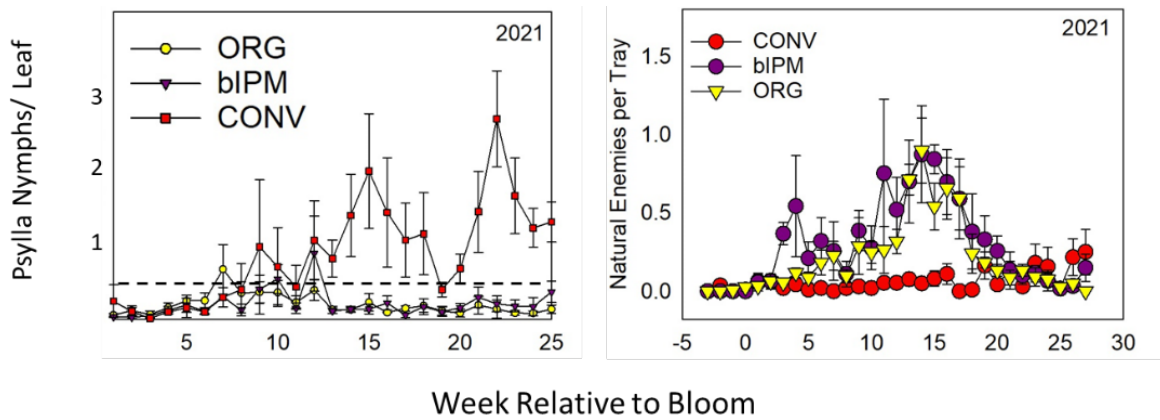 Psylla Nymphs/ Leaf
2021
ORG
bIPM
CONV
3
2
1
5
10
15
20
25
Natural Enemies per Tray
2021
CONV
bIPM
ORG
1.5
1.0
0.5
0.0
-5
0
5
10
15
20
25
30
Week Relative to Bloom